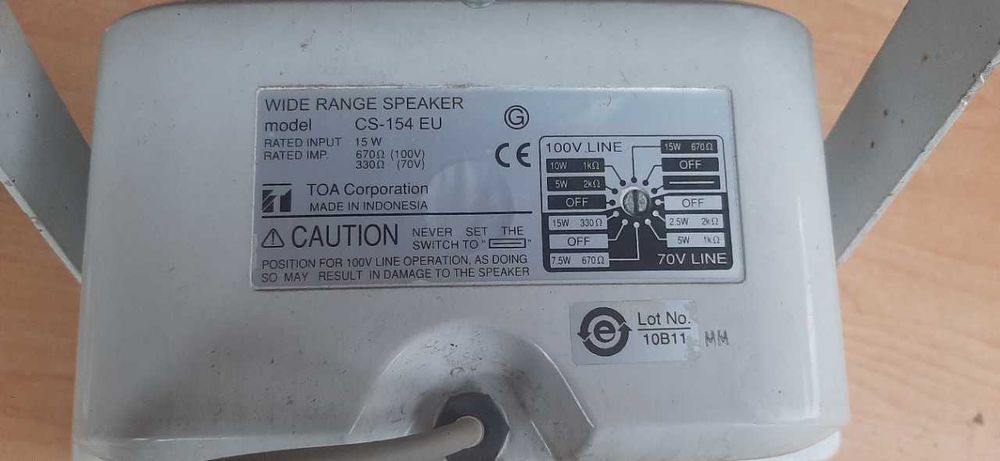 WIDE RANGE SPEAKER
model CS-154 EU
RATED INPUT 15 W
RATED IMP. 670Ω (100V)
330Ω (70V)
G
CE
TOA Corporation
MADE IN INDONESIA
CAUTION NEVER SET THE
SWITCH TO "
"
POSITION FOR 100V LINE OPERATION, AS DOING
SO MAY RESULT IN DAMAGE TO THE SPEAKER
100V LINE
15W 670Ω
10W 1kΩ
OFF
5W 2kΩ
OFF
OFF
15W 330Ω
2.5W 2kΩ
OFF
5W 1kΩ
7.5W 670Ω
70V LINE
e
Lot No.
10B11
MM